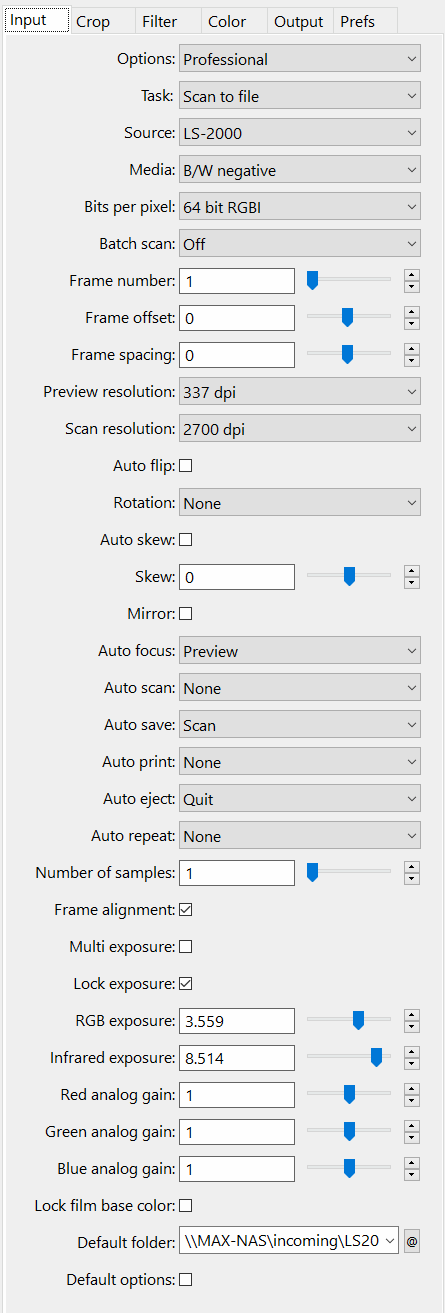 Input Crop Filter Color Output Prefs
Options: Professional
Task: Scan to file
Source: LS-2000
Media: B/W negative
Bits per pixel: 64 bit RGBI
Batch scan: Off
Frame number: 1
Frame offset: 0
Frame spacing: 0
Preview resolution: 337 dpi
Scan resolution: 2700 dpi
Auto flip:
Rotation: None
Auto skew:
Skew: 0
Mirror:
Auto focus: Preview
Auto scan: None
Auto save: Scan
Auto print: None
Auto eject: Quit
Auto repeat: None
Number of samples: 1
Frame alignment:
Multi exposure:
Lock exposure:
RGB exposure: 3.559
Infrared exposure: 8.514
Red analog gain: 1
Green analog gain: 1
Blue analog gain: 1
Lock film base color:
Default folder: \\MAX-NAS\incoming\LS20 @
Default options: